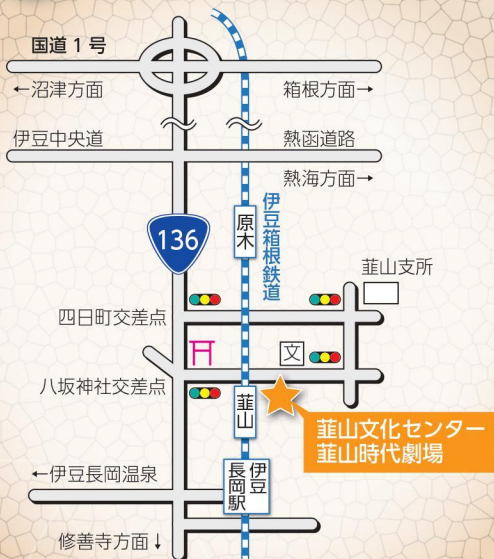 国道1号
←沼津方面
箱根方面→
伊豆中央道
熱函道路
熱海方面→
136
原木
伊豆箱根鉄道
韮山支所
四日町交差点
文
八坂神社交差点
韮山
韮山文化センター
韮山時代劇場
←伊豆長岡温泉
伊豆
長岡駅
修善寺方面↓